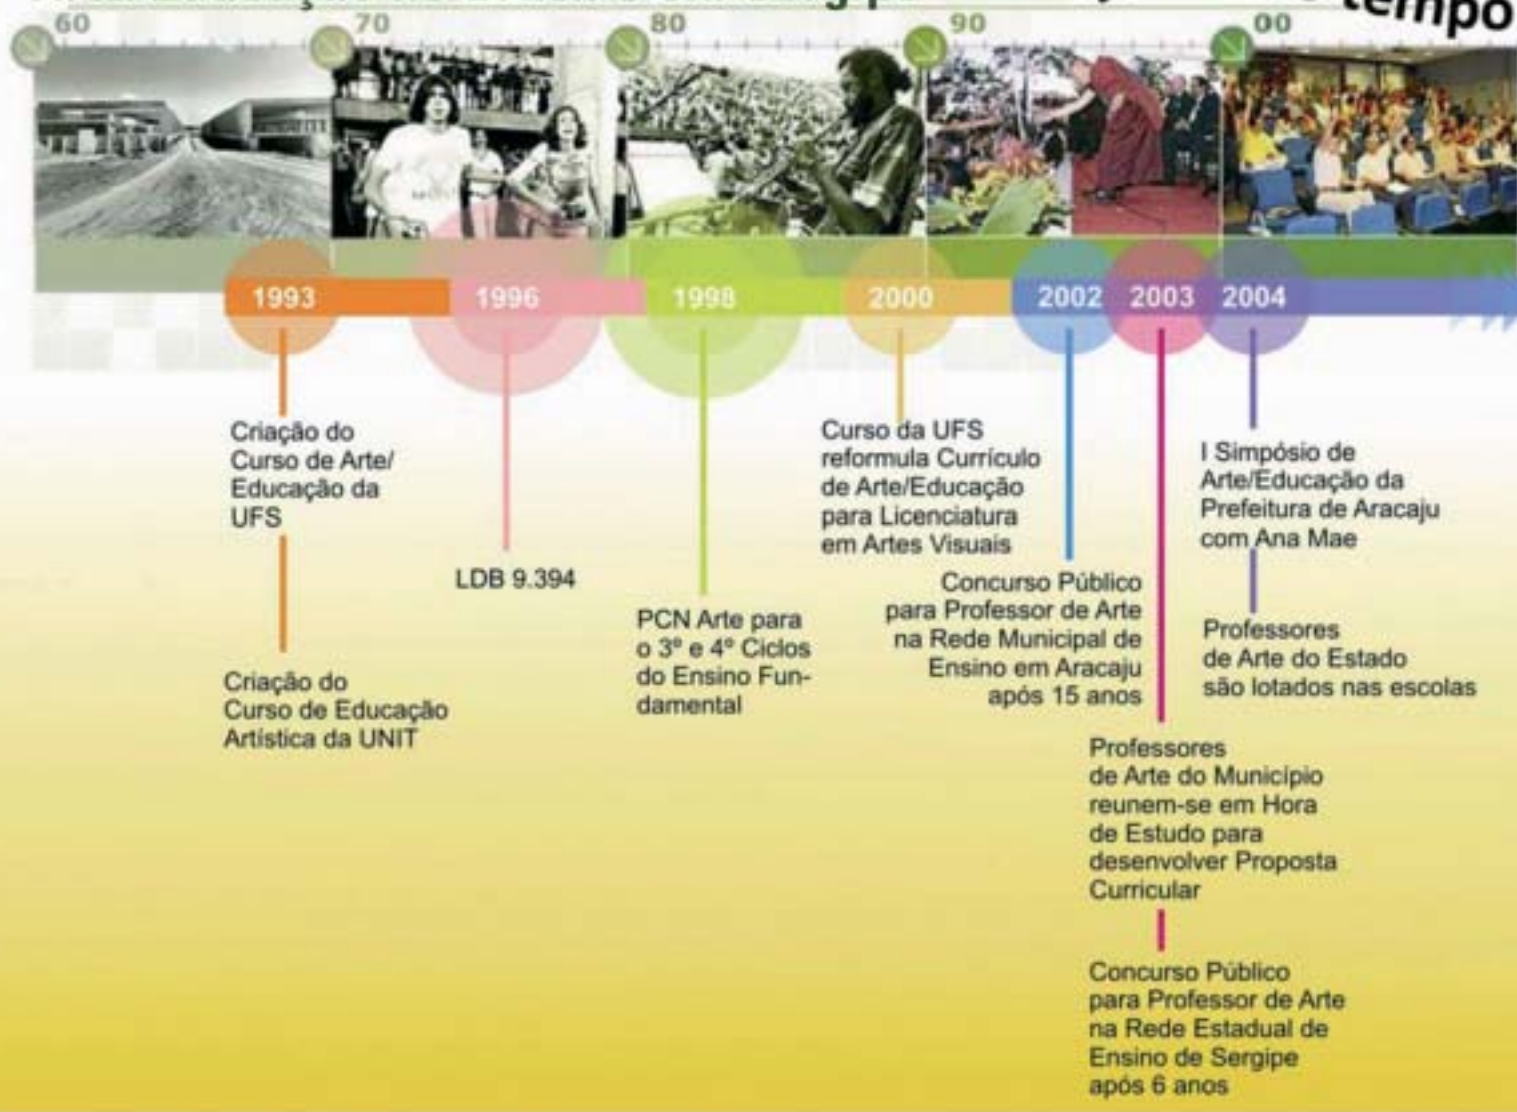 tempo
60
70
80
90
00
1993
1996
1998
2000
2002
2003
2004
Criação do
Curso de Arte/
Educação da
UFS
Criação do
Curso de Educação
Artística da UNIT
LDB 9.394
PCN Arte para
o 3º e 4º Ciclos
do Ensino Fun-
damental
Curso da UFS
reformula Currículo
de Arte/Educação
para Licenciatura
em Artes Visuais
Concurso Público
para Professor de Arte
na Rede Municipal de
Ensino em Aracaju
após 15 anos
Professores
de Arte do Município
reunem-se em Hora
de Estudo para
desenvolver Proposta
Curricular
Concurso Público
para Professor de Arte
na Rede Estadual de
Ensino de Sergipe
após 6 anos
I Simpósio de
Arte/Educação da
Prefeitura de Aracaju
com Ana Mae
Professores
de Arte do Estado
são lotados nas escolas